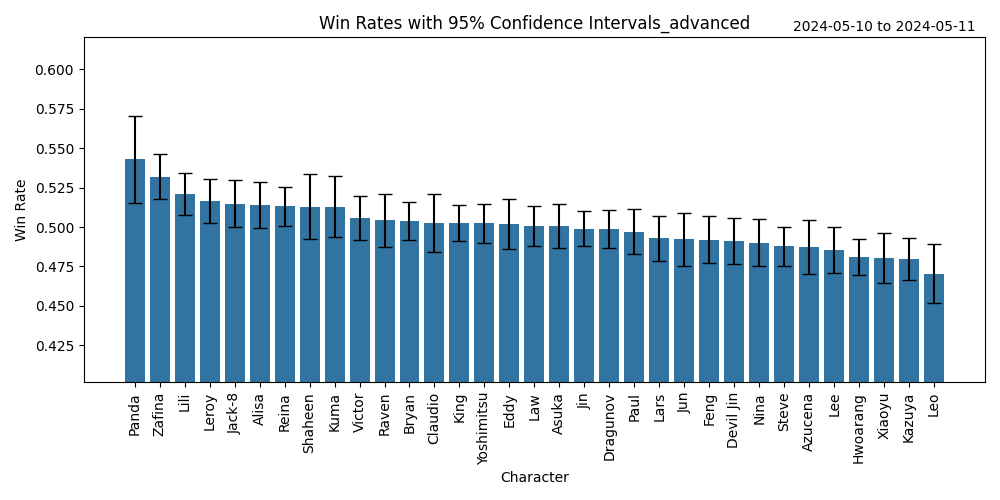 Win Rates with 95% Confidence Intervals_advanced
2024-05-10 to 2024-05-11
Win Rate
0.600
0.575
0.550
0.525
0.500
0.475
0.450
0.425
Panda
Zafina
Lili
Leroy
Jack-8
Alisa
Reina
Shaheen
Kuma
Victor
Raven
Bryan
Claudio
King
Yoshimitsu
Eddy
Law
Asuka
Jin
Dragunov
Paul
Lars
Jun
Feng
Devil Jin
Nina
Steve
Azucena
Lee
Hwoarang
Xiaoyu
Kazuya
Leo
Character